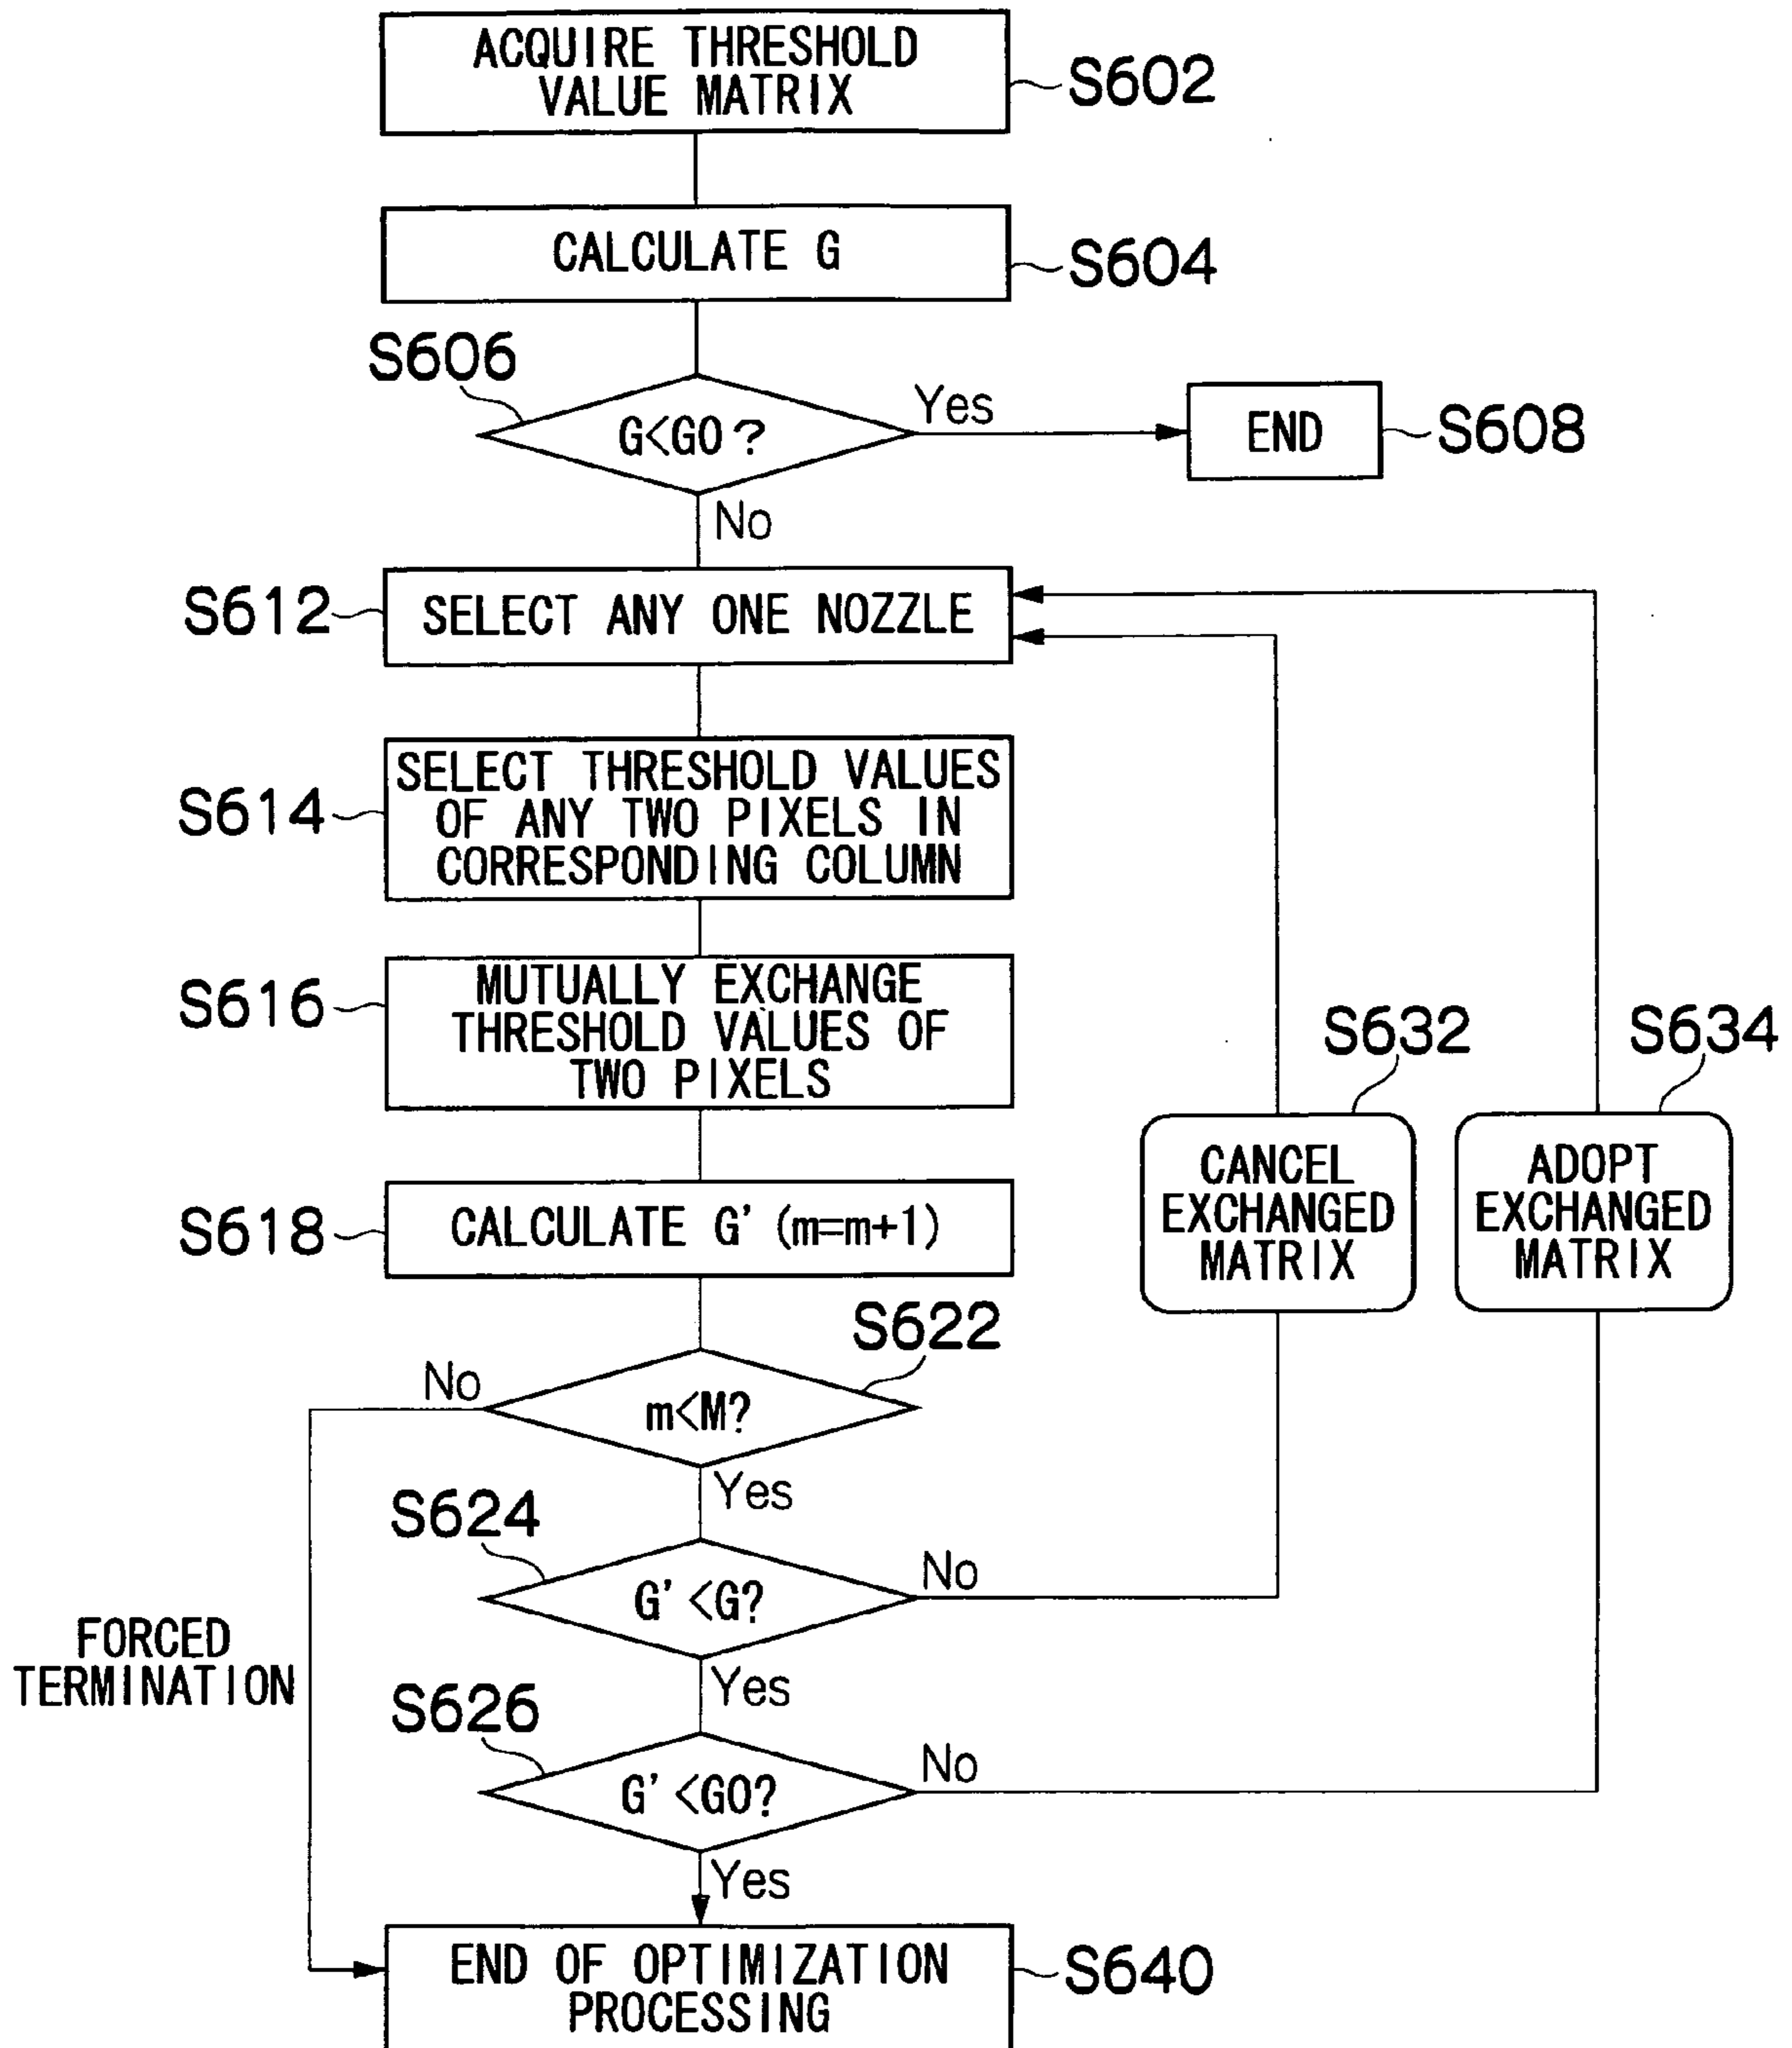 ACQUIRE THRESHOLD
VALUE MATRIX
S602
CALCULATE G
S604
S606
G<G0?
Yes
END
S608
No
S612
SELECT ANY ONE NOZZLE
S614
SELECT THRESHOLD VALUES
OF ANY TWO PIXELS IN
CORRESPONDING COLUMN
S616
MUTUALLY EXCHANGE
THRESHOLD VALUES OF
TWO PIXELS
S632
S634
CANCEL
EXCHANGED
MATRIX
ADOPT
EXCHANGED
MATRIX
S618
CALCULATE G' (m=m+1)
S622
No
m<M?
Yes
S624
G' <G?
No
FORCED
TERMINATION
Yes
S626
G' <G0?
No
Yes
END OF OPTIMIZATION
PROCESSING
S640